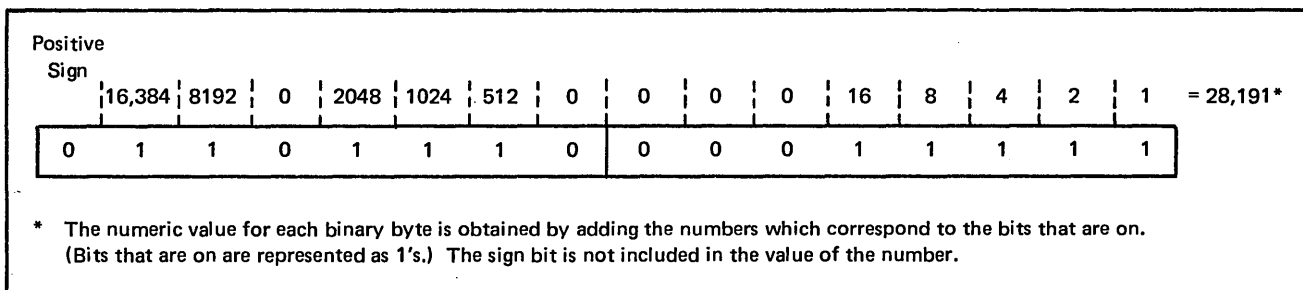 Positive
Sign
16,384 8192 0 2048 1024 512 0 0 0 0 16 8 4 2 1 = 28,191*
0 1 1 0 1 1 1 0 0 0 0 1 1 1 1 1
* The numeric value for each binary byte is obtained by adding the numbers which correspond to the bits that are on.
(Bits that are on are represented as 1's.) The sign bit is not included in the value of the number.